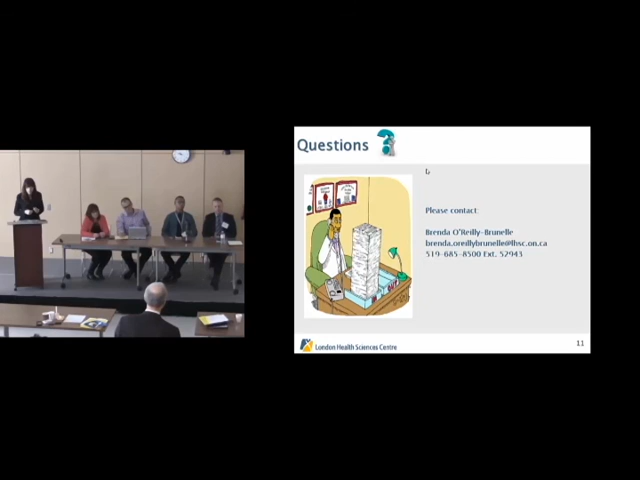 Questions
Please contact:
Brenda O'Reilly-Brunelle
brenda.oreillybrunelle@lhsc.on.ca
519-685-8500 Ext. 52943
London Health Sciences Centre
11